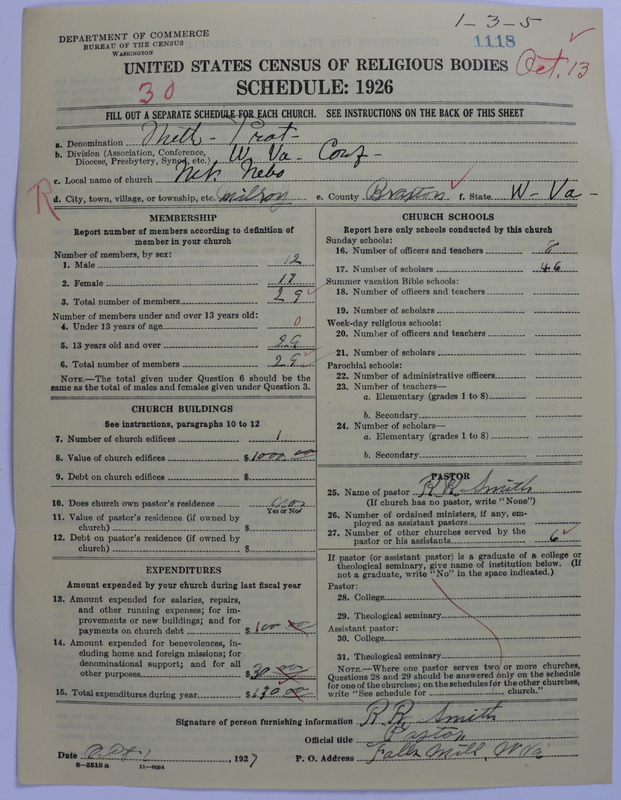 1-3-5
DEPARTMENT OF COMMERCE
BUREAU OF THE CENSUS
WASHINGTON
1118
UNITED STATES CENSUS OF RELIGIOUS BODIES
Oct. 13
30
SCHEDULE: 1926
FILL OUT A SEPARATE SCHEDULE FOR EACH CHURCH. SEE INSTRUCTIONS ON THE BACK OF THIS SHEET
a. Denomination Meth- Prot-
b. Division (Association, Conference, Diocese, Presbytery, Synod, etc.) W. Va- Conf-
c. Local name of church Mt. Nebo
R
d. City, town, village, or township, etc. Milroy e. County Braxton f. State W- Va-
MEMBERSHIP
Report number of members according to definition of
member in your church
Number of members, by sex:
1. Male 12
2. Female 17
3. Total number of members 29
Number of members under and over 13 years old:
4. Under 13 years of age 0
5. 13 years old and over 29
6. Total number of members 29
NOTE.—The total given under Question 6 should be the
same as the total of males and females given under Question 3.
CHURCH BUILDINGS
See instructions, paragraphs 10 to 12
7. Number of church edifices 1
8. Value of church edifices $1000.00
9. Debt on church edifices $
10. Does church own pastor's residence
Yes or No
11. Value of pastor's residence (if owned by
church) $
12. Debt on pastor's residence (if owned by
church) $
EXPENDITURES
Amount expended by your church during last fiscal year
13. Amount expended for salaries, repairs,
and other running expenses; for im-
provements or new buildings; and for
payments on church debt $100 00
14. Amount expended for benevolences, in-
cluding home and foreign missions; for
denominational support; and for all
other purposes $30 00
15. Total expenditures during year $130 00
CHURCH SCHOOLS
Report here only schools conducted by this church
Sunday schools:
16. Number of officers and teachers 8
17. Number of scholars 46
Summer vacation Bible schools:
18. Number of officers and teachers
19. Number of scholars
Week-day religious schools:
20. Number of officers and teachers
21. Number of scholars
Parochial schools:
22. Number of administrative officers
23. Number of teachers—
a. Elementary (grades 1 to 8)
b. Secondary
24. Number of scholars—
a. Elementary (grades 1 to 8)
b. Secondary
PASTOR
25. Name of pastor R R Smith
(If church has no pastor, write "None")
26. Number of ordained ministers, if any, em-
ployed as assistant pastors
27. Number of other churches served by the
pastor or his assistants 6
If pastor (or assistant pastor) is a graduate of a college or
theological seminary, give name of institution below. (If
not a graduate, write "No" in the space indicated.)
Pastor:
28. College
29. Theological seminary
Assistant pastor:
30. College
31. Theological seminary
NOTE.—Where one pastor serves two or more churches,
Questions 28 and 29 should be answered only on the schedule
for one of the churches; on the schedules for the other churches,
write "See schedule for church."
Signature of person furnishing information R. R. Smith
Official title Pastor
Date , 1927 P. O. Address Falls Mill, W Va
8-5518 a 11-9064